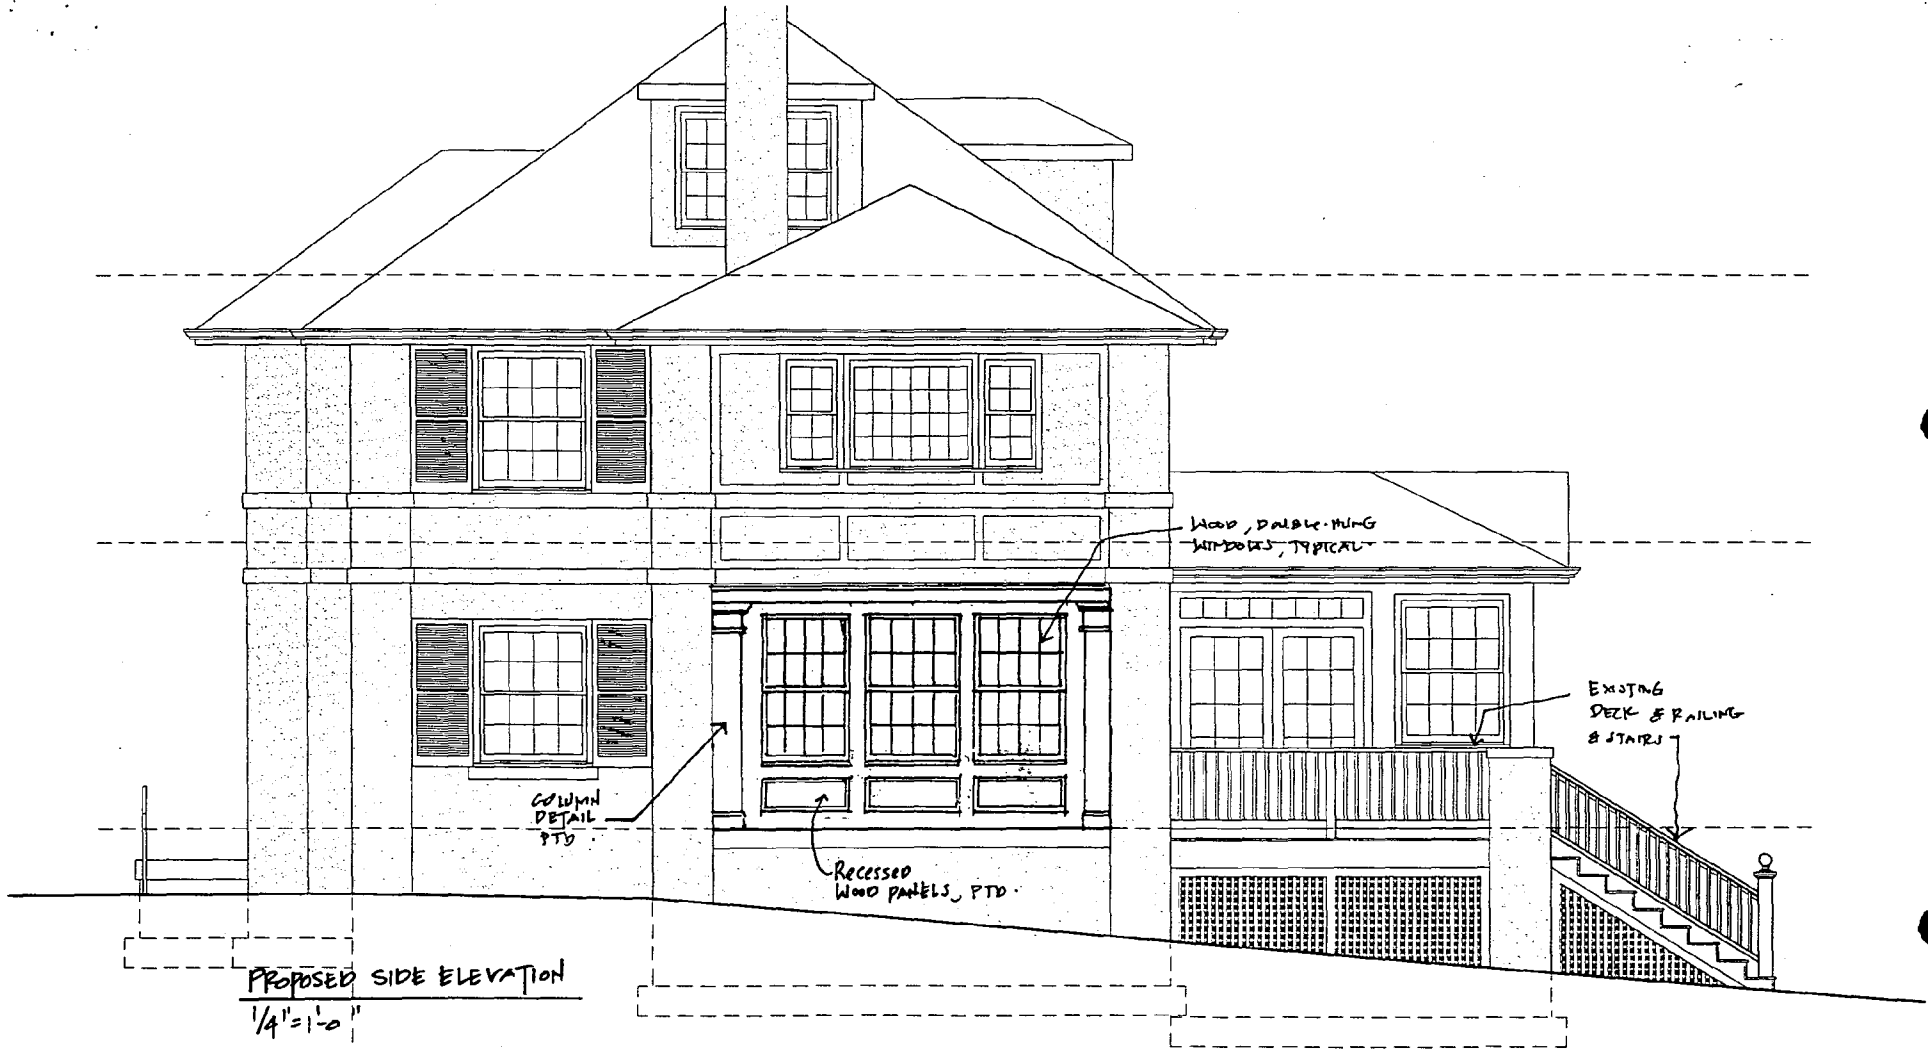 WOOD, DOUBLE-HUNG
WINDOWS, TYPICAL
EXISTING
DECK & RAILING
& STAIRS
COLUMN
DETAIL
PTD.
Recessed
WOOD PANELS, PTD.
PROPOSED SIDE ELEVATION
1/4"=1'-0"